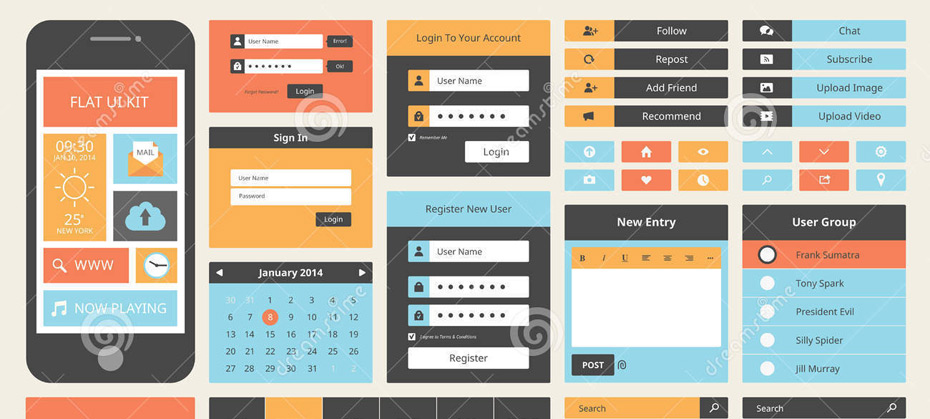 FLAT UI KIT
09:30
JAN 30, 2014
25°
NEW YORK
MAIL
WWW
NOW PLAYING
User Name
Error!
Ok!
Forgot Password?
Login
Sign In
User Name
Password
Login
January 2014
30 31 1 2 3 4 5
6 7 8 9 10 11 12
13 14 15 16 17 18 19
20 21 22 23 24 25 26
27 28 29 30 31 1 2
Login To Your Account
User Name
Remember Me
Login
Register New User
User Name
I agree to Terms & Conditions
Register
Follow
Repost
Add Friend
Recommend
Chat
Subscribe
Upload Image
Upload Video
New Entry
B I U
POST
User Group
Frank Sumatra
Tony Spark
President Evil
Silly Spider
Jill Murray
Search
Search
dreamstime